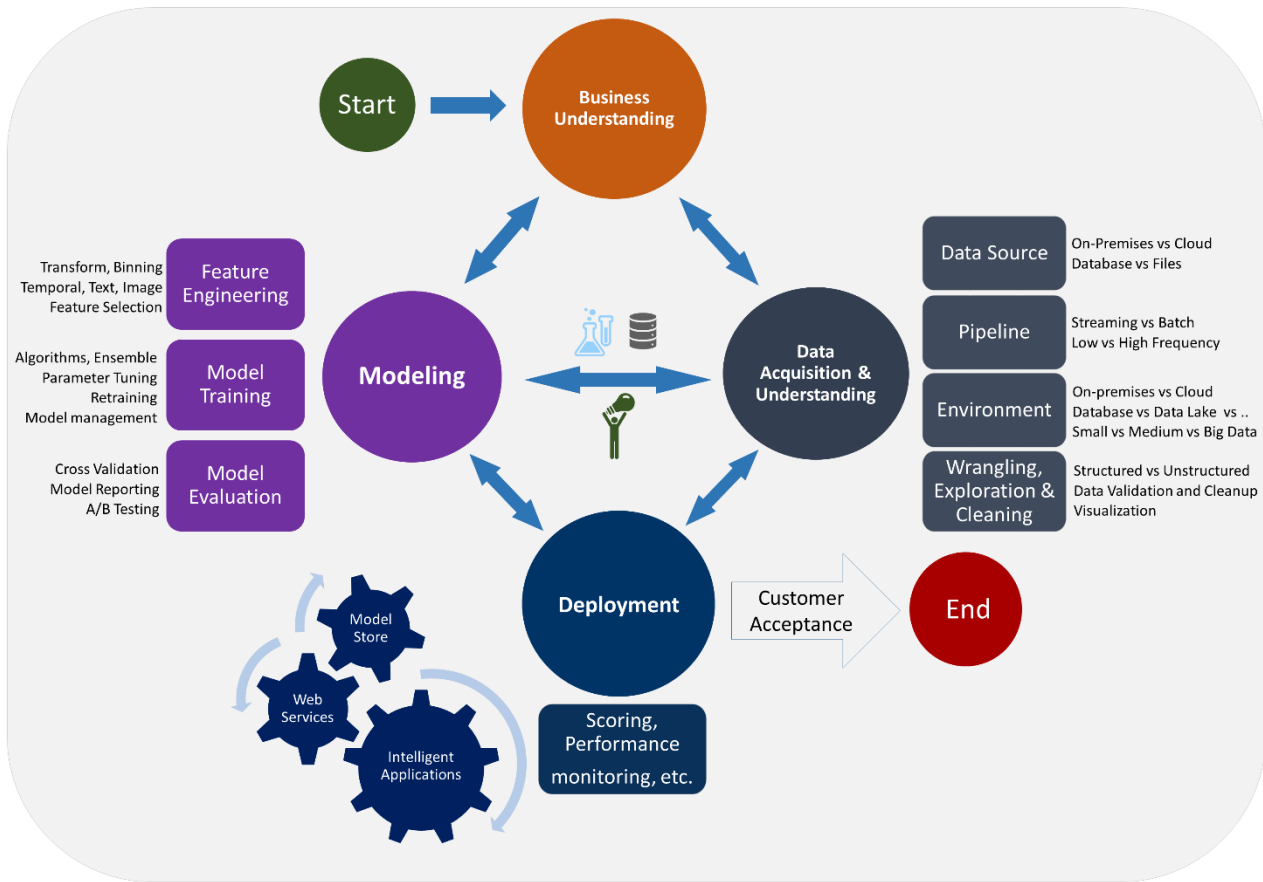 Start
Business
Understanding
Transform, Binning
Temporal, Text, Image
Feature Selection
Feature
Engineering
Algorithms, Ensemble
Parameter Tuning
Retraining
Model management
Model
Training
Cross Validation
Model Reporting
A/B Testing
Model
Evaluation
Modeling
Data
Acquisition &
Understanding
Data Source
On-Premises vs Cloud
Database vs Files
Pipeline
Streaming vs Batch
Low vs High Frequency
Environment
On-premises vs Cloud
Database vs Data Lake vs ..
Small vs Medium vs Big Data
Wrangling,
Exploration &
Cleaning
Structured vs Unstructured
Data Validation and Cleanup
Visualization
Deployment
Customer
Acceptance
End
Model
Store
Web
Services
Intelligent
Applications
Scoring,
Performance
monitoring, etc.